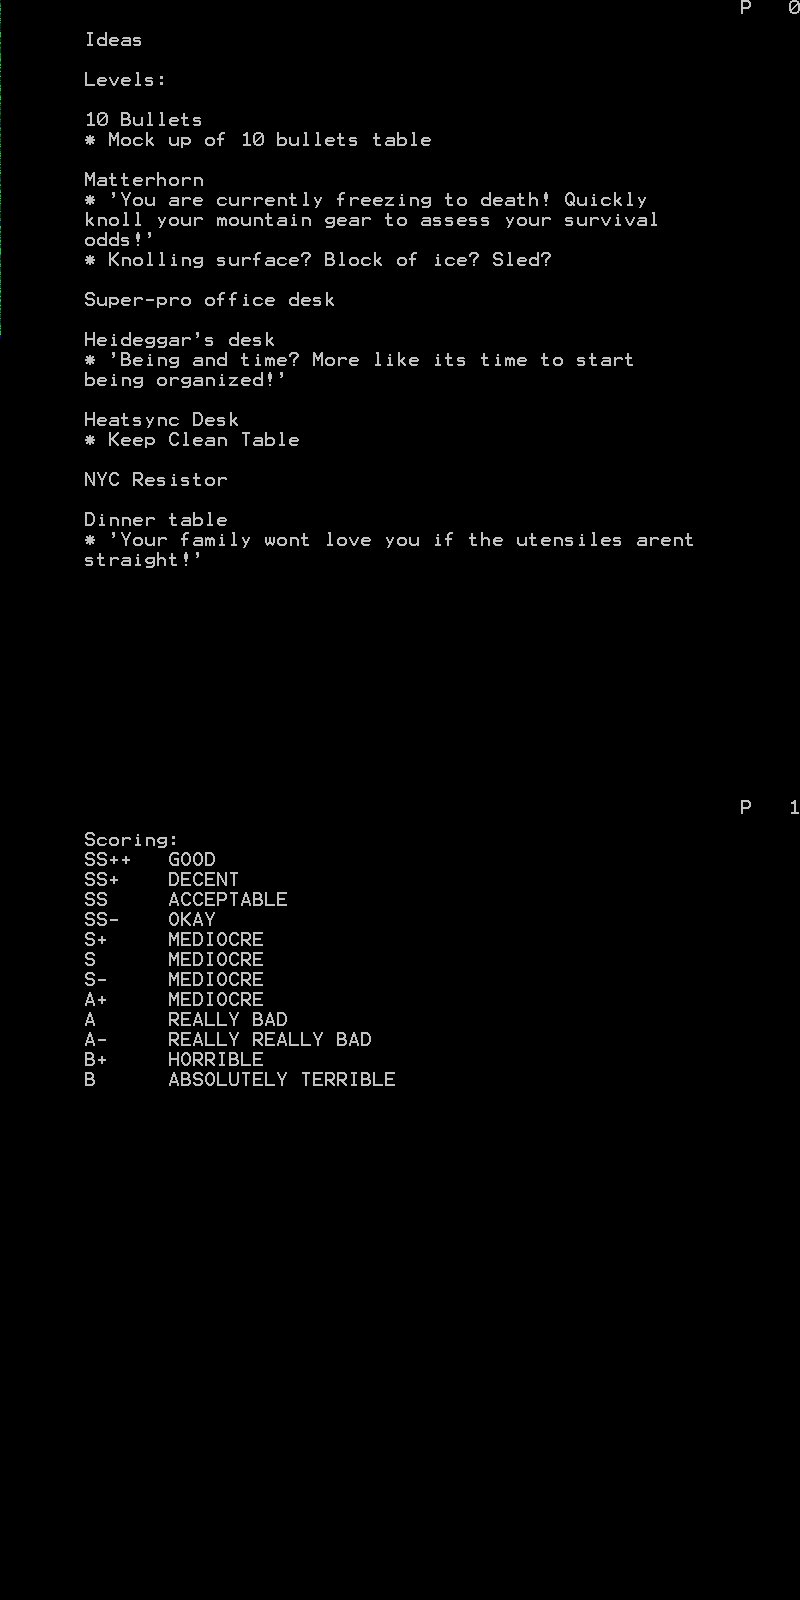 P   0
Ideas
Levels:
10 Bullets
* Mock up of 10 bullets table
Matterhorn
* 'You are currently freezing to death! Quickly
knoll your mountain gear to assess your survival
odds!'
* Knolling surface? Block of ice? Sled?
Super-pro office desk
Heideggar's desk
* 'Being and time? More like its time to start
being organized!'
Heatsync Desk
* Keep Clean Table
NYC Resistor
Dinner table
* 'Your family wont love you if the utensiles arent
straight!'
P   1
Scoring:
SS++   GOOD
SS+    DECENT
SS     ACCEPTABLE
SS-    OKAY
S+     MEDIOCRE
S      MEDIOCRE
S-     MEDIOCRE
A+     MEDIOCRE
A      REALLY BAD
A-     REALLY REALLY BAD
B+     HORRIBLE
B      ABSOLUTELY TERRIBLE